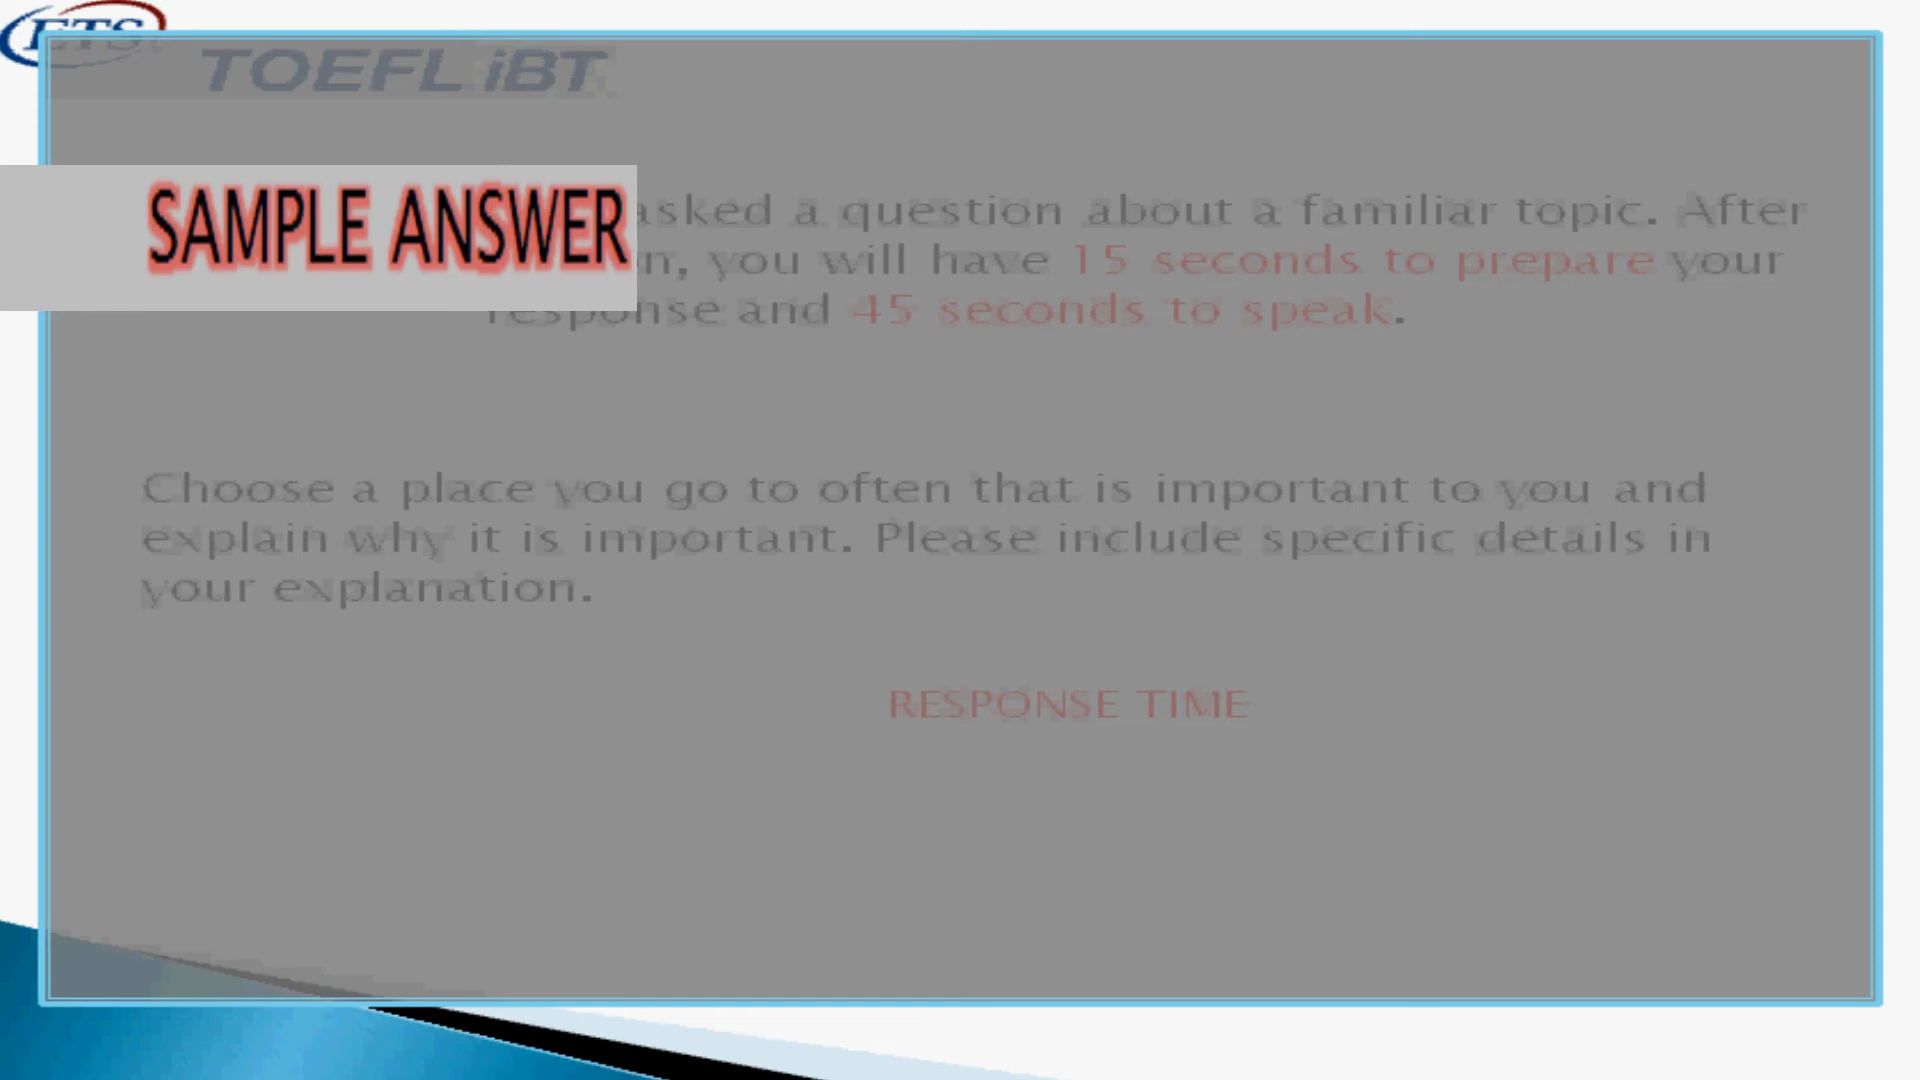 ETS
TOEFL iBT
SAMPLE ANSWER
asked a question about a familiar topic. After
n, you will have 15 seconds to prepare your
response and 45 seconds to speak.
Choose a place you go to often that is important to you and
explain why it is important. Please include specific details in
your explanation.
RESPONSE TIME